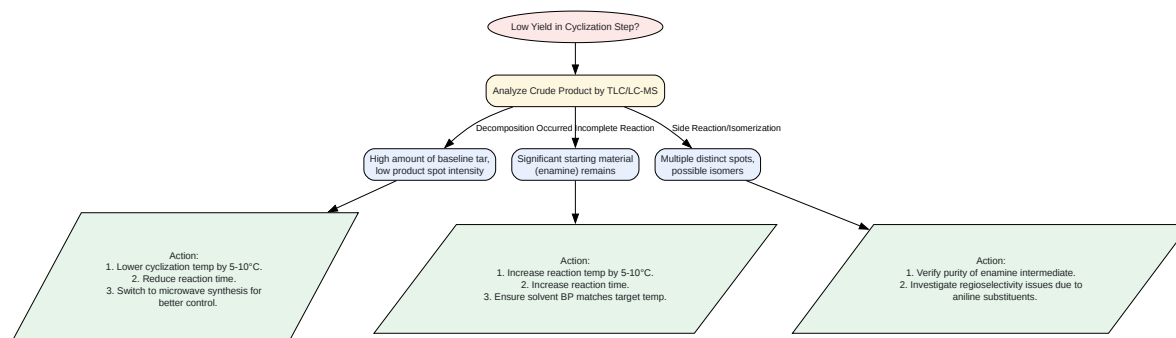 Low Yield in Cyclization Step?
Analyze Crude Product by TLC/LC-MS
Decomposition Occurred
Incomplete Reaction
Side Reaction/Isomerization
High amount of baseline tar,
low product spot intensity
Significant starting material
(enamine) remains
Multiple distinct spots,
possible isomers
Action:
1. Lower cyclization temp by 5-10°C.
2. Reduce reaction time.
3. Switch to microwave synthesis for
better control.
Action:
1. Increase reaction temp by 5-10°C.
2. Increase reaction time.
3. Ensure solvent BP matches target temp.
Action:
1. Verify purity of enamine intermediate.
2. Investigate regioselectivity issues due to
aniline substituents.